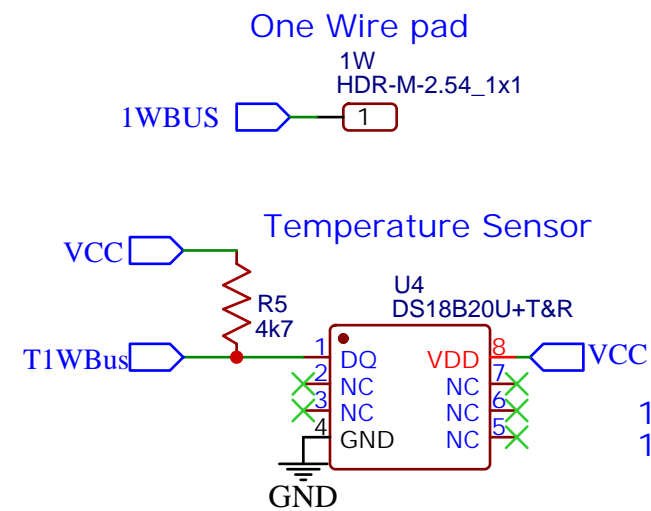 One Wire pad
1W
HDR-M-2.54_1x1
1WBUS
1
Temperature Sensor
VCC
U4
DS18B20U+T&R
R5
4k7
T1WBus
1
DQ
VDD
8
VCC
2
NC
NC
7
3
NC
NC
6
1
4
GND
NC
5
1
GND